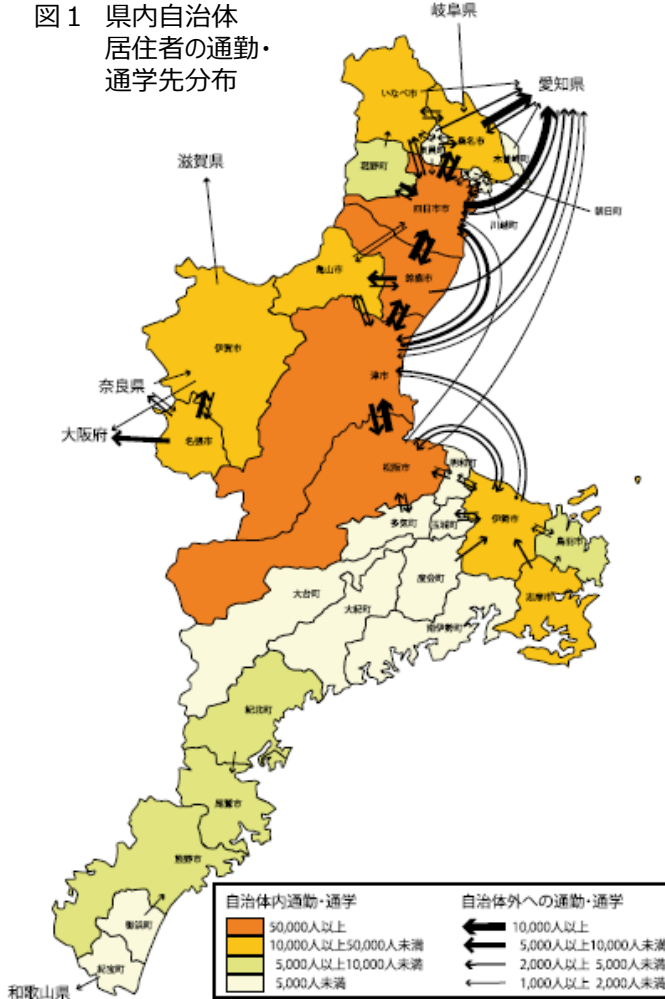 図１ 県内自治体
居住者の通勤・
通学先分布
岐阜県
愛知県
いなべ市
桑名市
木曽岬町
東員町
菰野町
滋賀県
四日市市
朝日町
川越町
亀山市
鈴鹿市
伊賀市
津市
奈良県
大阪府
名張市
松阪市
明和町
伊勢市
多気町
玉城町
鳥羽市
度会町
志摩市
大台町
大紀町
南伊勢町
紀北町
尾鷲市
熊野市
御浜町
紀宝町
和歌山県
自治体内通勤・通学
50,000人以上
10,000人以上50,000人未満
5,000人以上10,000人未満
5,000人未満
自治体外への通勤・通学
10,000人以上
5,000人以上10,000人未満
2,000人以上 5,000人未満
1,000人以上 2,000人未満